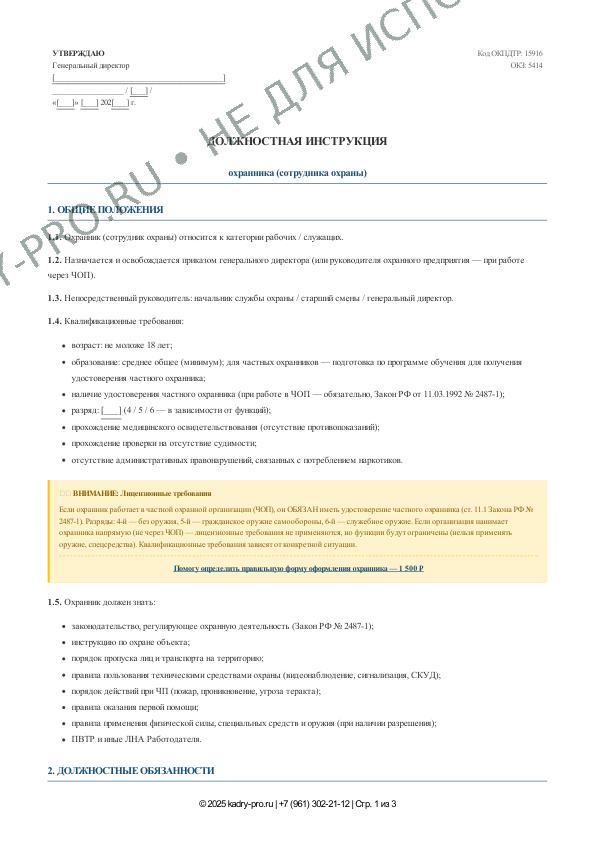 УТВЕРЖДАЮ
Код ОКПДТР: 15916
Генеральный директор
ОКЗ: 5414
[___________________________________________]
__________________ / [___] /
«[___]» [___] 202[___] г.
ДОЛЖНОСТНАЯ ИНСТРУКЦИЯ
охранника (сотрудника охраны)
1. ОБЩИЕ ПОЛОЖЕНИЯ
1.1. Охранник (сотрудник охраны) относится к категории рабочих / служащих.
1.2. Назначается и освобождается приказом генерального директора (или руководителя охранного предприятия — при работе
через ЧОП).
1.3. Непосредственный руководитель: начальник службы охраны / старший смены / генеральный директор.
1.4. Квалификационные требования:
• возраст: не моложе 18 лет;
• образование: среднее общее (минимум); для частных охранников — подготовка по программе обучения для получения
удостоверения частного охранника;
• наличие удостоверения частного охранника (при работе в ЧОП — обязательно, Закон РФ от 11.03.1992 № 2487-1);
• разряд: [___] (4 / 5 / 6 — в зависимости от функций);
• прохождение медицинского освидетельствования (отсутствие противопоказаний);
• прохождение проверки на отсутствие судимости;
• отсутствие административных правонарушений, связанных с потреблением наркотиков.
ВНИМАНИЕ: Лицензионные требования
Если охранник работает в частной охранной организации (ЧОП), он ОБЯЗАН иметь удостоверение частного охранника (ст. 11.1 Закона РФ №
2487-1). Разряды: 4-й — без оружия, 5-й — гражданское оружие самообороны, 6-й — служебное оружие. Если организация нанимает
охранника напрямую (не через ЧОП) — лицензионные требования не применяются, но функции будут ограничены (нельзя применять
оружие, спецсредства). Квалификационные требования зависят от конкретной ситуации.
Помогу определить правильную форму оформления охранника — 1 500 ₽
1.5. Охранник должен знать:
• законодательство, регулирующее охранную деятельность (Закон РФ № 2487-1);
• инструкцию по охране объекта;
• порядок пропуска лиц и транспорта на территорию;
• правила пользования техническими средствами охраны (видеонаблюдение, сигнализация, СКУД);
• порядок действий при ЧП (пожар, проникновение, угроза теракта);
• правила оказания первой помощи;
• правила применения физической силы, специальных средств и оружия (при наличии разрешения);
• ПВТР и иные ЛНА Работодателя.
2. ДОЛЖНОСТНЫЕ ОБЯЗАННОСТИ
© 2025 kadry-pro.ru | +7 (961) 302-21-12 | Стр. 1 из 3
Y-PRO.RU • НЕ ДЛЯ ИСПО